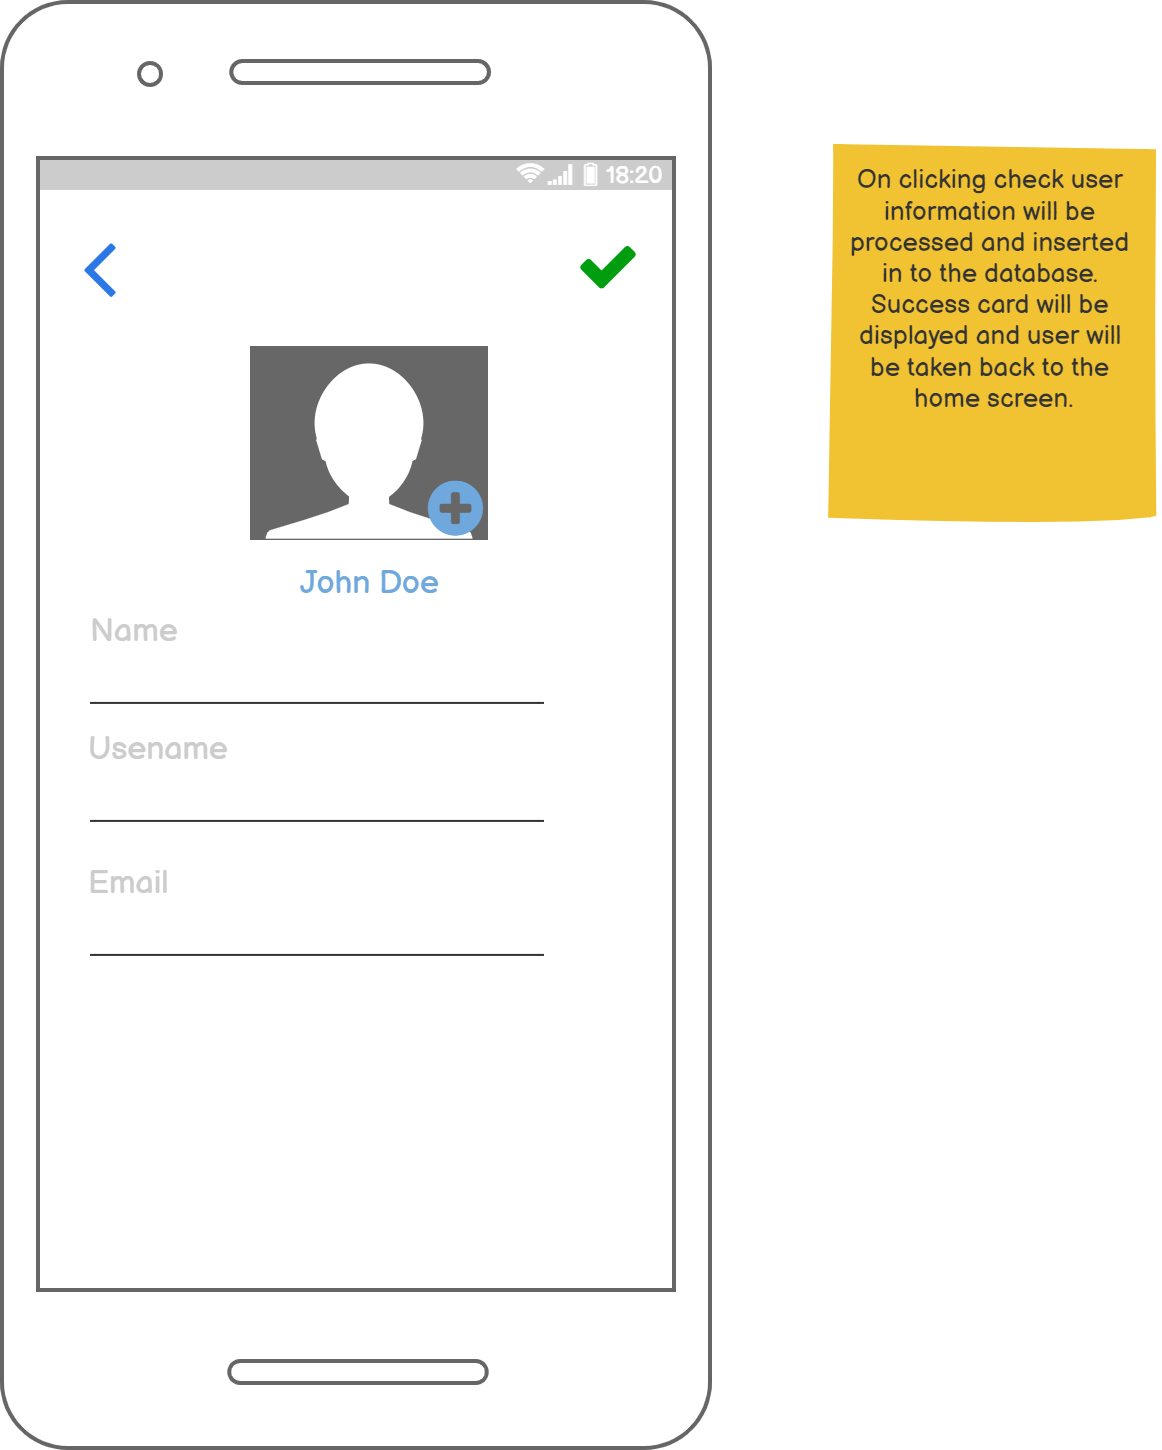 18:20
On clicking check user
information will be
processed and inserted
in to the database.
Success card will be
displayed and user will
be taken back to the
home screen.
John Doe
Name
Usename
Email